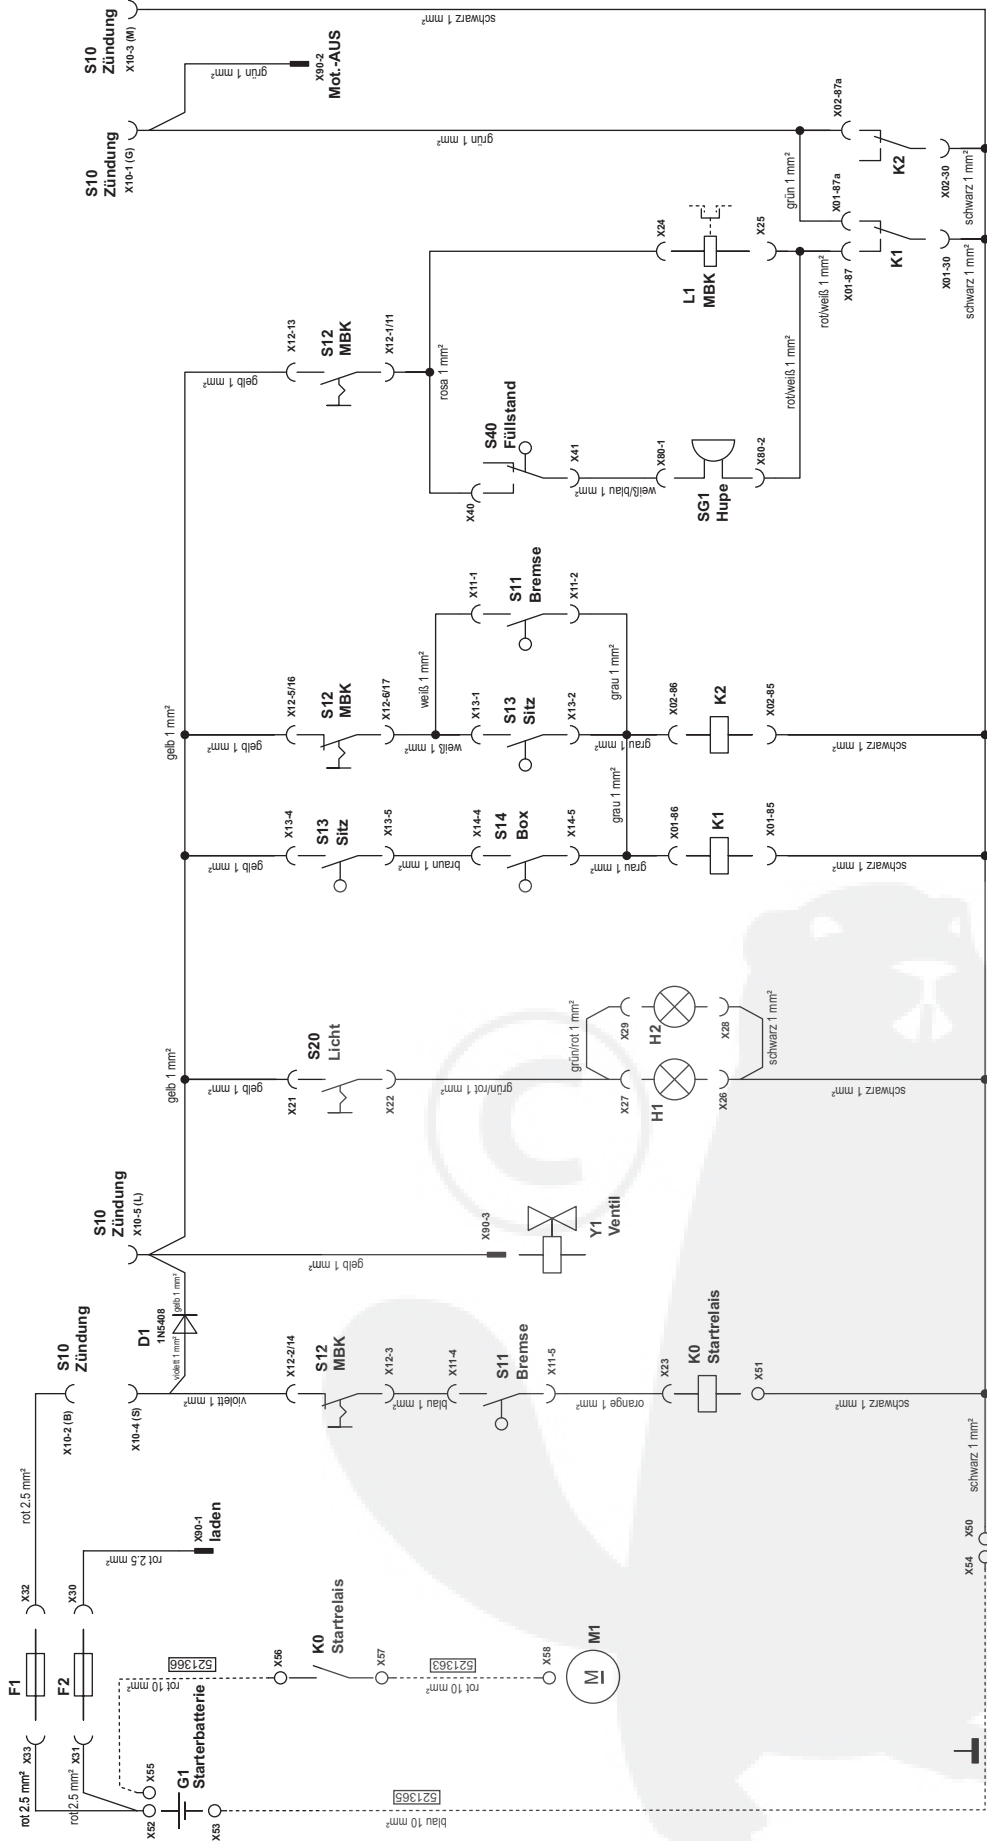 S10
Zündung
X10-3 (M)
schwarz 1 mm²
grün 1 mm²
X90-2
Mot.-AUS
S10
Zündung
X10-1 (G)
grün 1 mm²
X02-87a
K2
X02-30
schwarz 1 mm²
grün 1 mm²
X01-87a
X24
L1
MBK
X25
rot/weiß 1 mm²
X01-87
K1
X01-30
schwarz 1 mm²
gelb 1 mm²
X12-13
S12
MBK
X12-1/11
rosa 1 mm²
S40
Füllstand
X40
X41
weiß/blau 1 mm²
X80-1
SG1
Hupe
X80-2
rot/weiß 1 mm²
X11-1
S11
Bremse
X11-2
gelb 1 mm²
gelb 1 mm²
X12-5/16
S12
MBK
X12-6/17
weiß 1 mm²
weiß 1 mm²
X13-1
S13
Sitz
X13-2
grau 1 mm²
grau 1 mm²
X02-86
K2
X02-85
schwarz 1 mm²
gelb 1 mm²
X13-4
S13
Sitz
X13-5
braun 1 mm²
X14-4
S14
Box
X14-5
grau 1 mm²
grau 1 mm²
X01-86
K1
X01-85
schwarz 1 mm²
gelb 1 mm²
gelb 1 mm²
X21
S20
Licht
X22
grün/rot 1 mm²
grün/rot 1 mm²
X29
H2
X28
schwarz 1 mm²
X27
H1
X26
schwarz 1 mm²
S10
Zündung
X10-5 (L)
gelb 1 mm²
X90-3
Y1
Ventil
D1
1N5408
gelb 1 mm²
violett 1 mm²
S10
Zündung
X10-2 (B)
X10-4 (S)
violett 1 mm²
X12-2/14
S12
MBK
X12-3
blau 1 mm²
X11-4
S11
Bremse
X11-5
orange 1 mm²
X23
K0
Startrelais
X51
schwarz 1 mm²
schwarz 1 mm²
X50
X54
rot 2.5 mm²
X32
F1
X33
rot 2.5 mm²
X90-1
laden
rot 2.5 mm²
X30
F2
X31
rot 2.5 mm²
521366
rot 10 mm²
X56
K0
Startrelais
X57
521363
rot 10 mm²
X58
M
M1
X55
X52
G1
Starterbatterie
X53
521365
blau 10 mm²
C